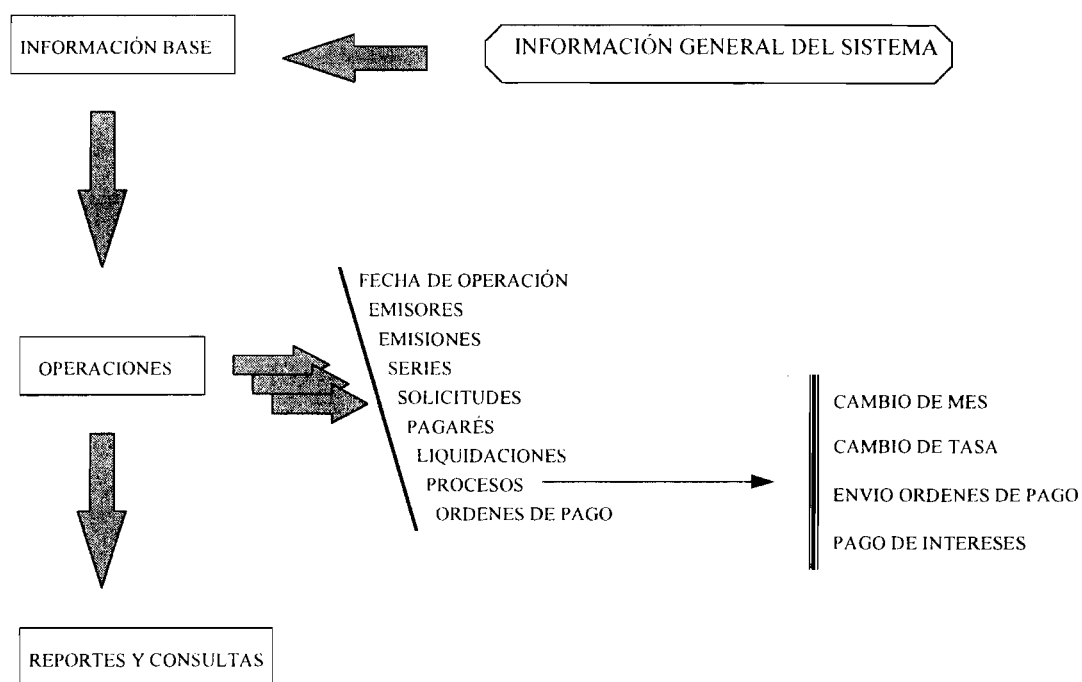 INFORMACIÓN BASE
INFORMACIÓN GENERAL DEL SISTEMA
FECHA DE OPERACIÓN
EMISORES
EMISIONES
SERIES
SOLICITUDES
PAGARÉS
LIQUIDACIONES
PROCESOS
ORDENES DE PAGO
OPERACIONES
CAMBIO DE MES
CAMBIO DE TASA
ENVIO ORDENES DE PAGO
PAGO DE INTERESES
REPORTES Y CONSULTAS